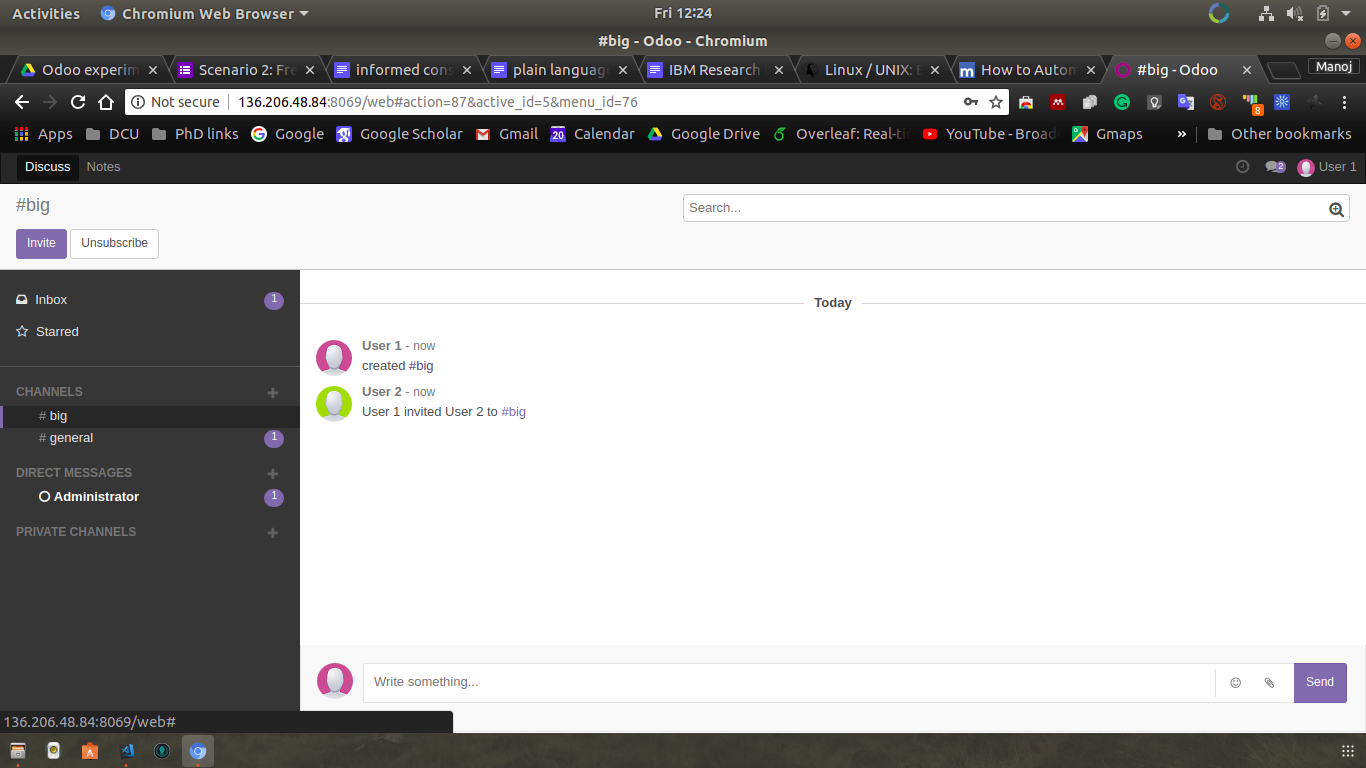 Activities Chromium Web Browser Fri 12:24
#big - Odoo - Chromium
Odoo experim Scenario 2: Fre informed cons plain language IBM Research Linux / UNIX: How to Autom #big - Odoo Manoj
Not secure 136.206.48.84:8069/web#action=87&active_id=5&menu_id=76 8
Apps DCU PhD links Google Google Scholar Gmail 20 Calendar Google Drive Overleaf: Real-ti YouTube - Broad Gmaps » Other bookmarks
Discuss Notes 2 User 1
#big
Search...
Invite Unsubscribe
Inbox 1
Starred
Today
User 1 - now
created #big
User 2 - now
User 1 invited User 2 to #big
CHANNELS
# big
# general 1
DIRECT MESSAGES
Administrator 1
PRIVATE CHANNELS
Write something... Send
136.206.48.84:8069/web#